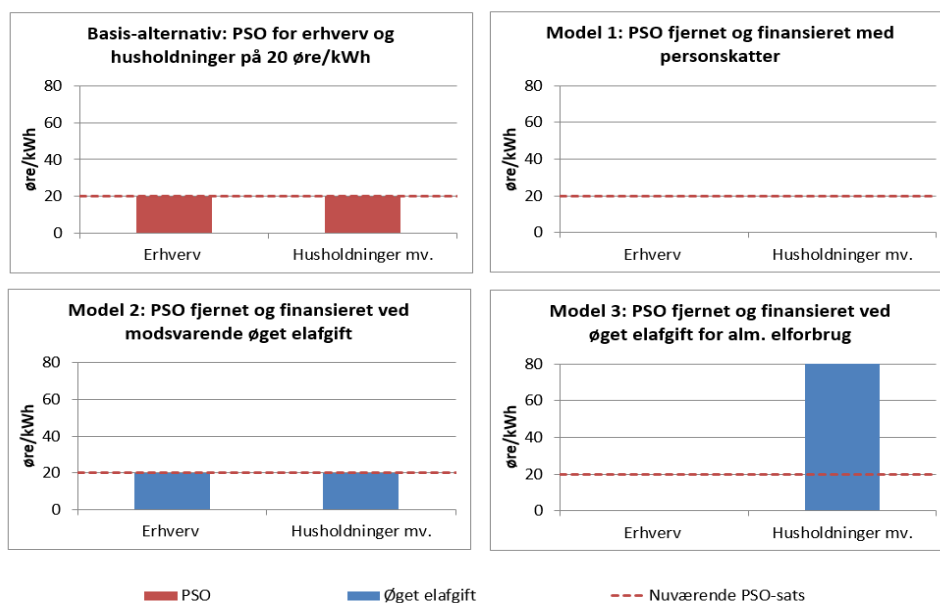 Basis-alternativ: PSO for erhverv og
husholdninger på 20 øre/kWh
øre/kWh
80
60
40
20
0
Erhverv
Husholdninger mv.
Model 1: PSO fjernet og finansieret med
personskatter
øre/kWh
80
60
40
20
0
Erhverv
Husholdninger mv.
Model 2: PSO fjernet og finansieret ved
modsvarende øget elafgift
øre/kWh
80
60
40
20
0
Erhverv
Husholdninger mv.
Model 3: PSO fjernet og finansieret ved
øget elafgift for alm. elforbrug
øre/kWh
80
60
40
20
0
Erhverv
Husholdninger mv.
PSO
Øget elafgift
Nuværende PSO-sats